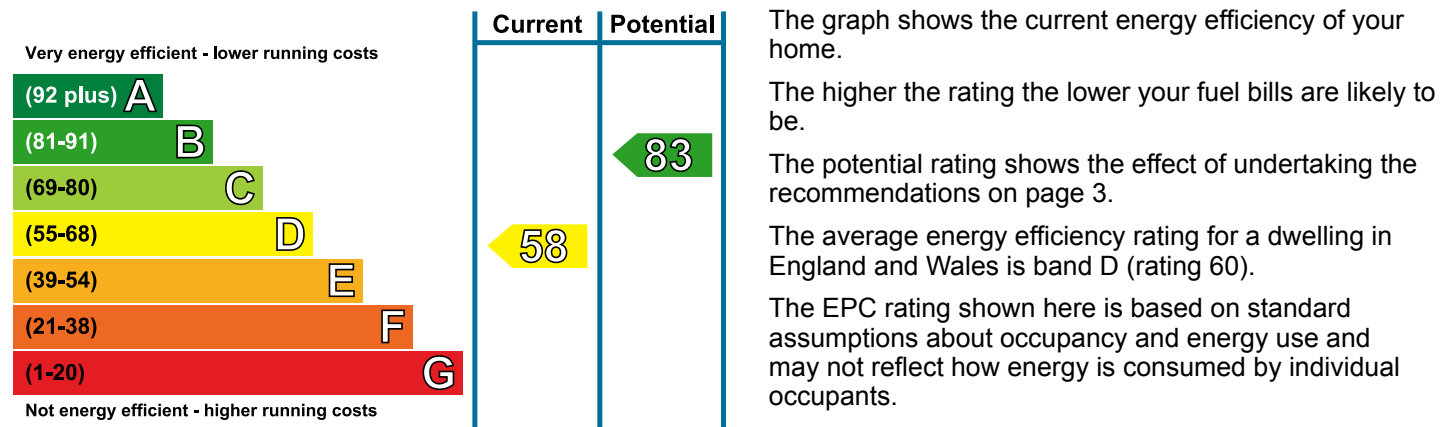 Current Potential
Very energy efficient - lower running costs
(92 plus) A
(81-91) B
83
(69-80) C
(55-68) D
58
(39-54) E
(21-38) F
(1-20) G
Not energy efficient - higher running costs
The graph shows the current energy efficiency of your
home.
The higher the rating the lower your fuel bills are likely to
be.
The potential rating shows the effect of undertaking the
recommendations on page 3.
The average energy efficiency rating for a dwelling in
England and Wales is band D (rating 60).
The EPC rating shown here is based on standard
assumptions about occupancy and energy use and
may not reflect how energy is consumed by individual
occupants.